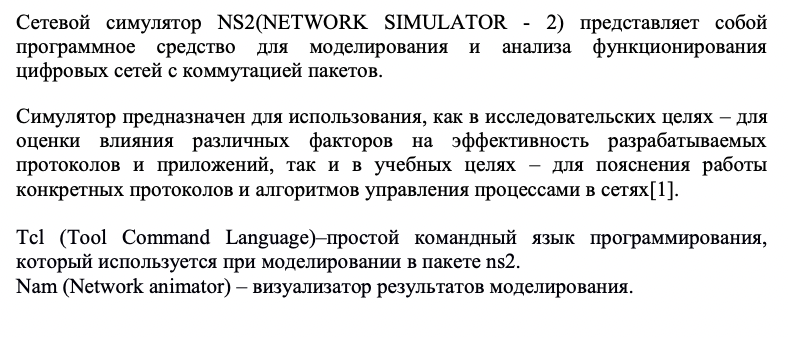 Сетевой симулятор NS2(NETWORK SIMULATOR - 2) представляет собой
программное средство для моделирования и анализа функционирования
цифровых сетей с коммутацией пакетов.
Симулятор предназначен для использования, как в исследовательских целях – для
оценки влияния различных факторов на эффективность разрабатываемых
протоколов и приложений, так и в учебных целях – для пояснения работы
конкретных протоколов и алгоритмов управления процессами в сетях[1].
Tcl (Tool Command Language)–простой командный язык программирования,
который используется при моделировании в пакете ns2.
Nam (Network animator) – визуализатор результатов моделирования.